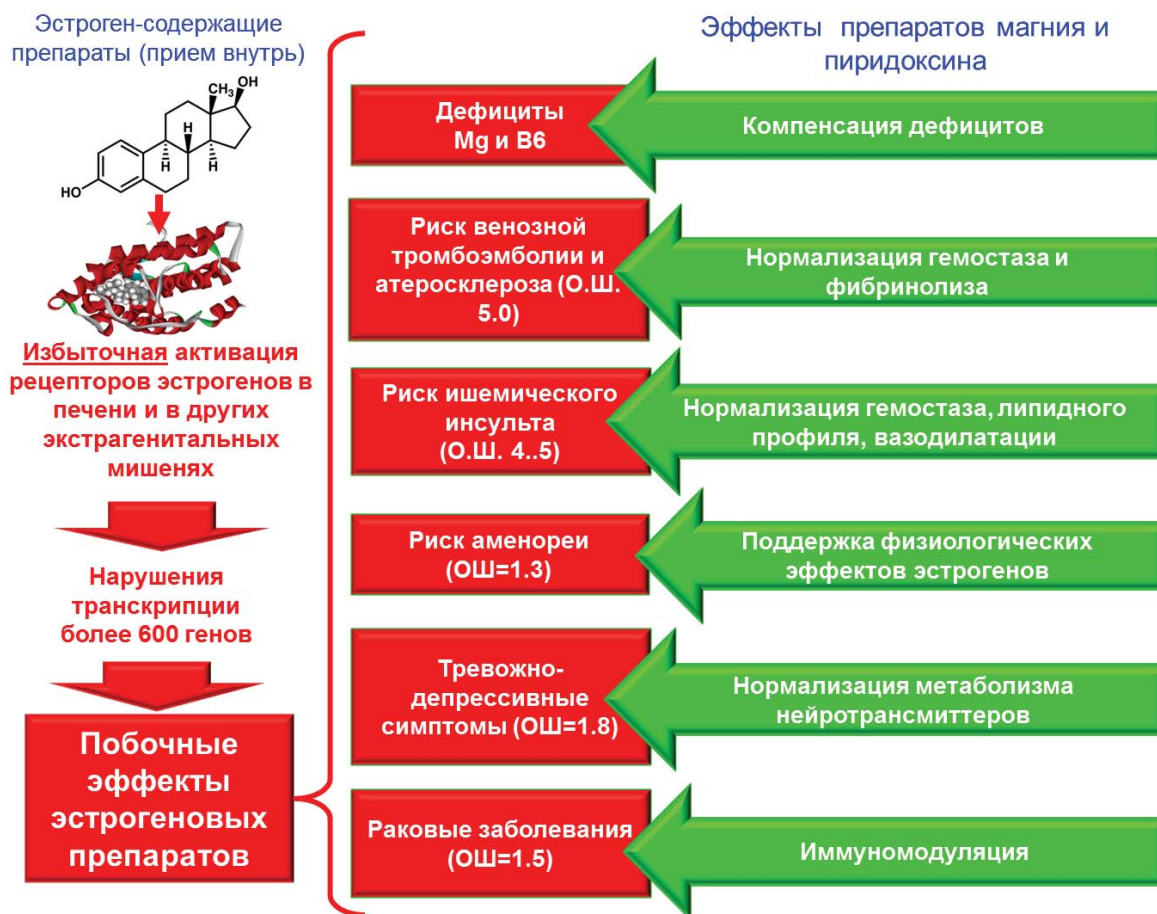 Эстроген-содержащие
препараты (прием внутрь)
CH3
OH
H
H
H
HO
Избыточная активация
рецепторов эстрогенов в
печени и в других
экстрагенитальных
мишенях
Нарушения
транскрипции
более 600 генов
Побочные
эффекты
эстрогеновых
препаратов
Эффекты препаратов магния и
пиридоксина
Дефициты
Mg и В6
Компенсация дефицитов
Риск венозной
тромбоэмболии и
атеросклероза (О.Ш.
5.0)
Нормализация гемостаза и
фибринолиза
Риск ишемического
инсульта
(О.Ш. 4..5)
Нормализация гемостаза, липидного
профиля, вазодилатации
Риск аменореи
(ОШ=1.3)
Поддержка физиологических
эффектов эстрогенов
Тревожно-
депрессивные
симптомы (ОШ=1.8)
Нормализация метаболизма
нейротрансмиттеров
Раковые заболевания
(ОШ=1.5)
Иммуномодуляция